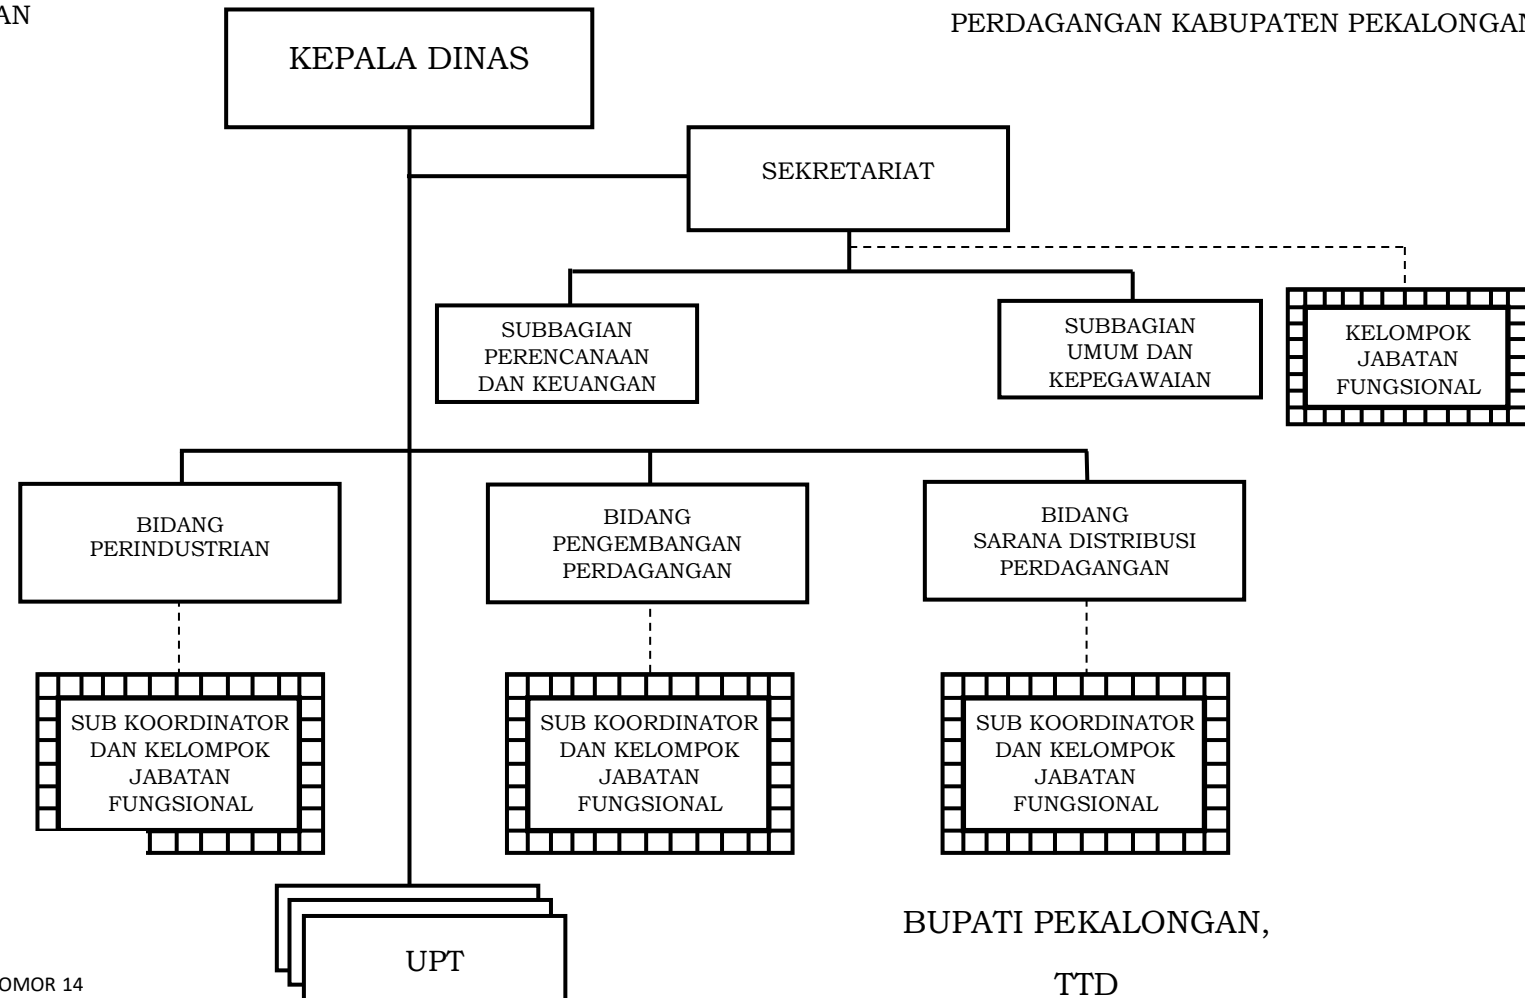 AN
PERDAGANGAN KABUPATEN PEKALONGAN
KEPALA DINAS
SEKRETARIAT
SUBBAGIAN
PERENCANAAN
DAN KEUANGAN
SUBBAGIAN
UMUM DAN
KEPEGAWAIAN
KELOMPOK
JABATAN
FUNGSIONAL
BIDANG
PERINDUSTRIAN
BIDANG
PENGEMBANGAN
PERDAGANGAN
BIDANG
SARANA DISTRIBUSI
PERDAGANGAN
SUB KOORDINATOR
DAN KELOMPOK
JABATAN
FUNGSIONAL
SUB KOORDINATOR
DAN KELOMPOK
JABATAN
FUNGSIONAL
SUB KOORDINATOR
DAN KELOMPOK
JABATAN
FUNGSIONAL
UPT
BUPATI PEKALONGAN,
TTD
OMOR 14